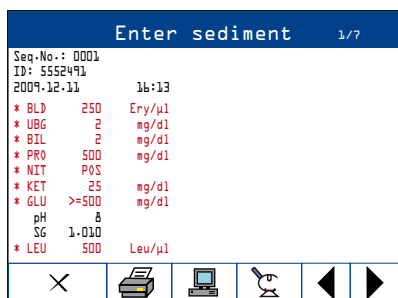 Enter sediment 1/7
Seq.No.: 0001
ID: 5552491
2009.12.11 16:13
* BLD 250 Ery/µl
* UBG 2 mg/dl
* BIL 2 mg/dl
* PRO 500 mg/dl
* NIT POS
* KET 25 mg/dl
* GLU >=500 mg/dl
pH 8
SG 1.010
* LEU 500 Leu/µl